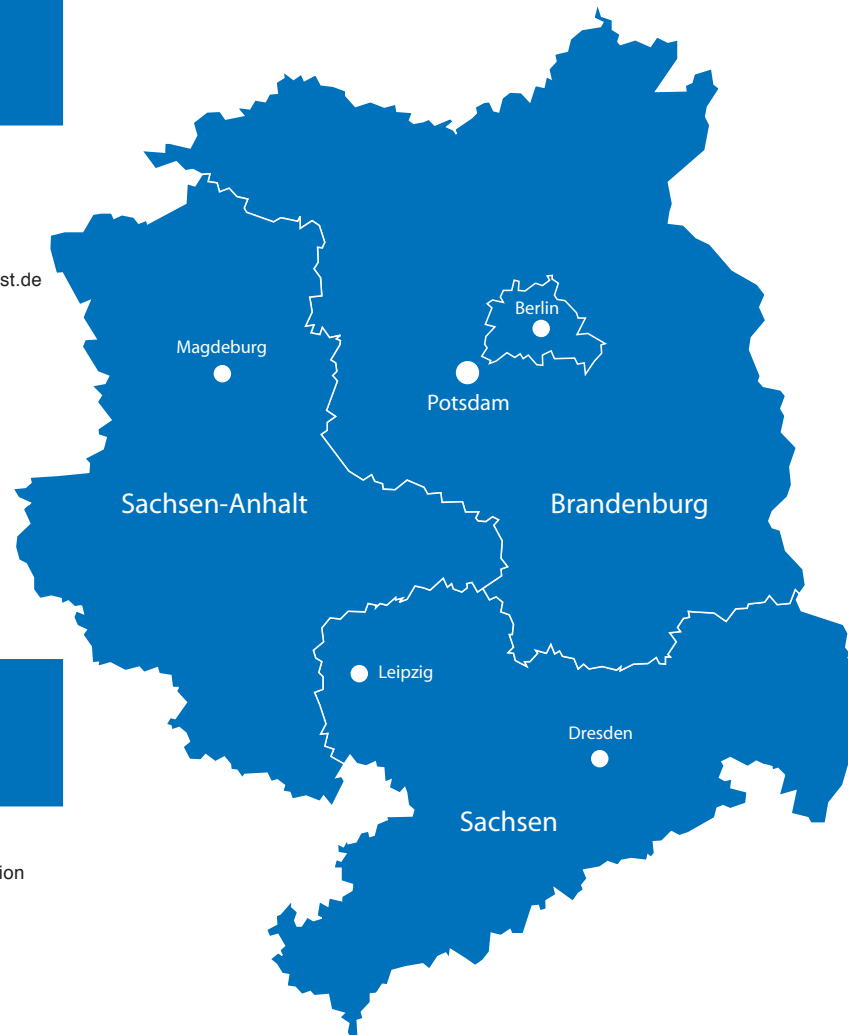 st.de
Berlin
Magdeburg
Potsdam
Sachsen-Anhalt
Brandenburg
Leipzig
Dresden
Sachsen
ion